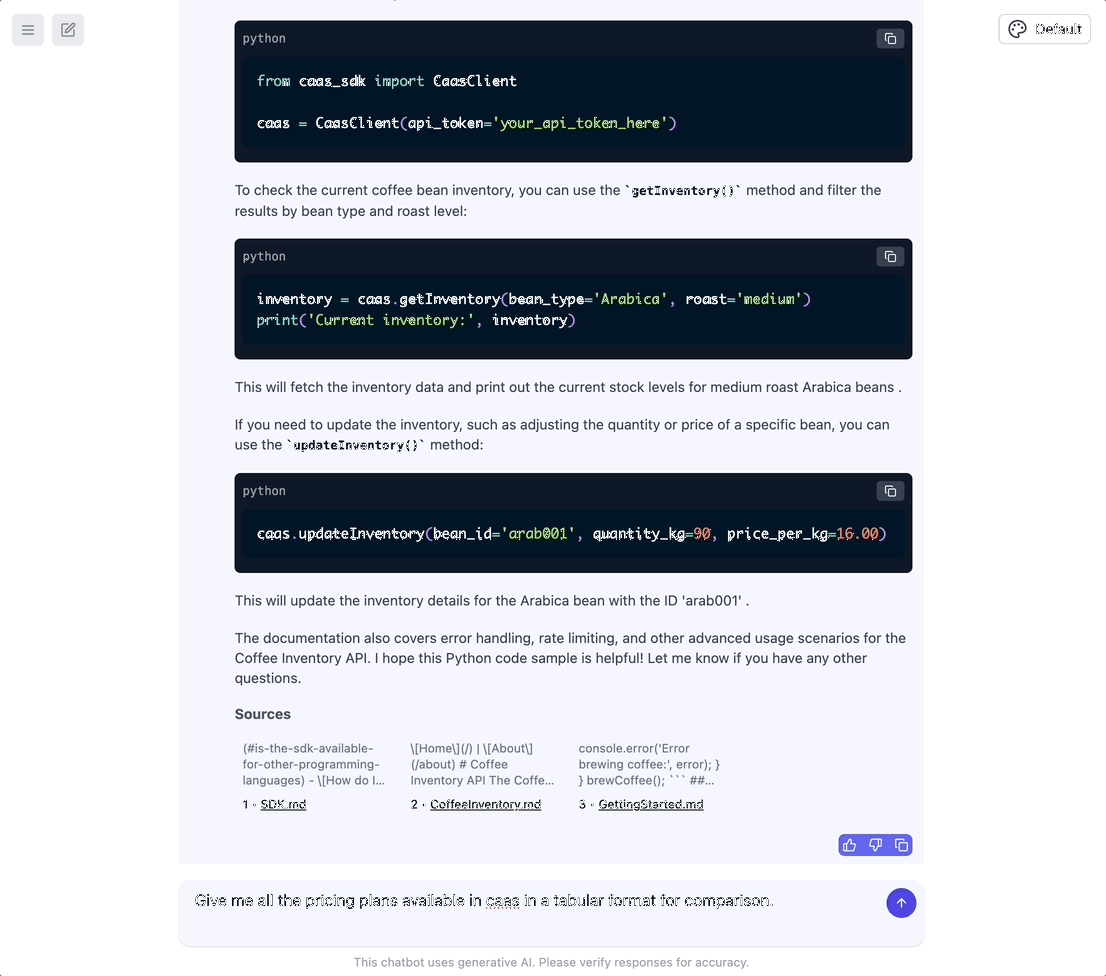 Default
python
from caas_sdk import CaasClient
caas = CaasClient(api_token='your_api_token_here')
To check the current coffee bean inventory, you can use the `getInventory()` method and filter the
results by bean type and roast level:
python
inventory = caas.getInventory(bean_type='Arabica', roast='medium')
print('Current inventory:', inventory)
This will fetch the inventory data and print out the current stock levels for medium roast Arabica beans .
If you need to update the inventory, such as adjusting the quantity or price of a specific bean, you can
use the `updateInventory()` method:
python
caas.updateInventory(bean_id='arab001', quantity_kg=90, price_per_kg=16.00)
This will update the inventory details for the Arabica bean with the ID 'arab001' .
The documentation also covers error handling, rate limiting, and other advanced usage scenarios for the
Coffee Inventory API. I hope this Python code sample is helpful! Let me know if you have any other
questions.
Sources
(#is-the-sdk-available-
for-other-programming-
languages) - \[How do I...
1 · SDK.md
\[Home\](/) | \[About\]
(/about) # Coffee
Inventory API The Coffe...
2 · CoffeeInventory.md
console.error('Error
brewing coffee:', error); }
} brewCoffee(); ``` ##...
3 · GettingStarted.md
Give me all the pricing plans available in caas in a tabular format for comparison.
This chatbot uses generative AI. Please verify responses for accuracy.